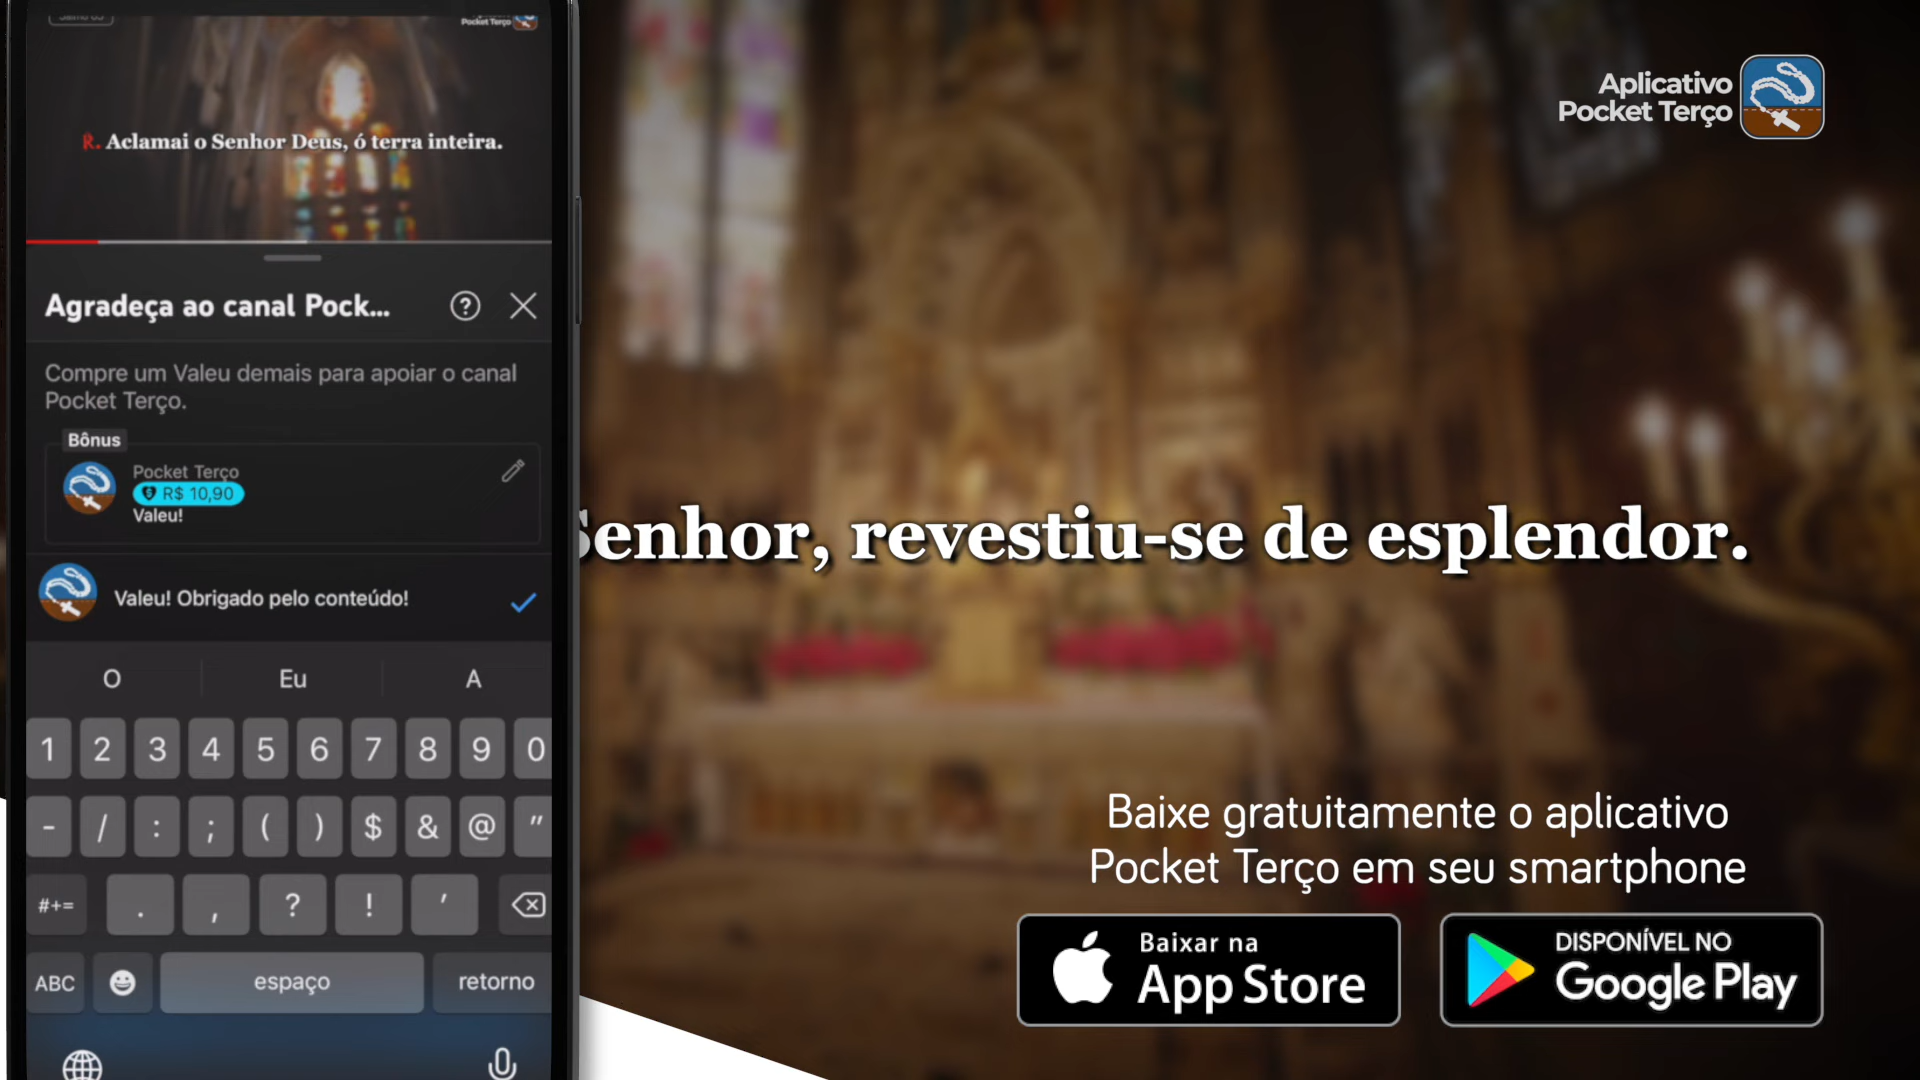 Pocket Terço
R. Aclamai o Senhor Deus, ó terra inteira.
Agradeça ao canal Pock...
Compre um Valeu demais para apoiar o canal
Pocket Terço.
Bônus
Pocket Terço
R$ 10,90
Valeu!
Valeu! Obrigado pelo conteúdo!
O Eu A
1 2 3 4 5 6 7 8 9 0
- / : ; ( ) $ & @ "
#+= . , ? ! '
ABC espaço retorno
Aplicativo
Pocket Terço
Senhor, revestiu-se de esplendor.
Baixe gratuitamente o aplicativo
Pocket Terço em seu smartphone
Baixar na
App Store
DISPONÍVEL NO
Google Play